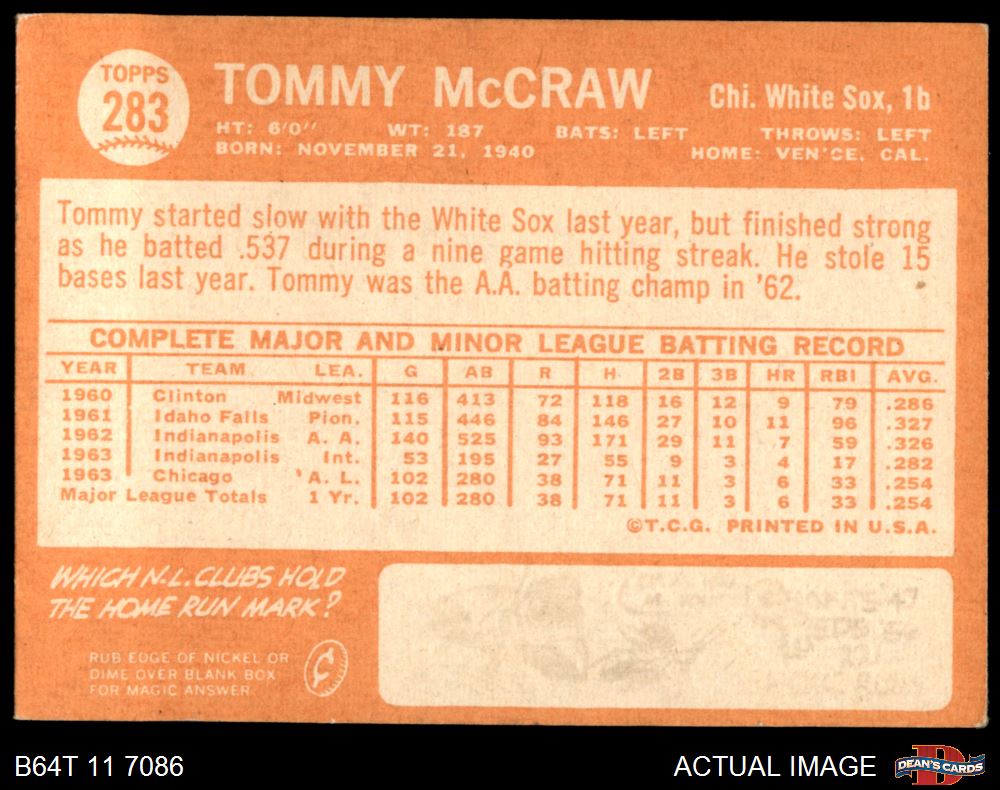 TOPPS
283
TOMMY McCRAW
Chi. White Sox, 1b
HT: 6'0" WT: 187 BATS: LEFT THROWS: LEFT
BORN: NOVEMBER 21, 1940 HOME: VEN'CE, CAL.
Tommy started slow with the White Sox last year, but finished strong
as he batted .537 during a nine game hitting streak. He stole 15
bases last year. Tommy was the A.A. batting champ in '62.
COMPLETE MAJOR AND MINOR LEAGUE BATTING RECORD
YEAR TEAM LEA. G AB R H 2B 3B HR RBI AVG.
1960 Clinton Midwest 116 413 72 118 16 12 9 79 .286
1961 Idaho Falls Pion. 115 446 84 146 27 10 11 96 .327
1962 Indianapolis A. A. 140 525 93 171 29 11 7 59 .326
1963 Indianapolis Int. 53 195 27 55 9 3 4 17 .282
1963 Chicago A. L. 102 280 38 71 11 3 6 33 .254
Major League Totals 1 Yr. 102 280 38 71 11 3 6 33 .254
©T.C.G. PRINTED IN U.S.A.
WHICH N.L. CLUBS HOLD
THE HOME RUN MARK?
RUB EDGE OF NICKEL OR
DIME OVER BLANK BOX
FOR MAGIC ANSWER.
B64T 11 7086
ACTUAL IMAGE
DEAN'S CARDS